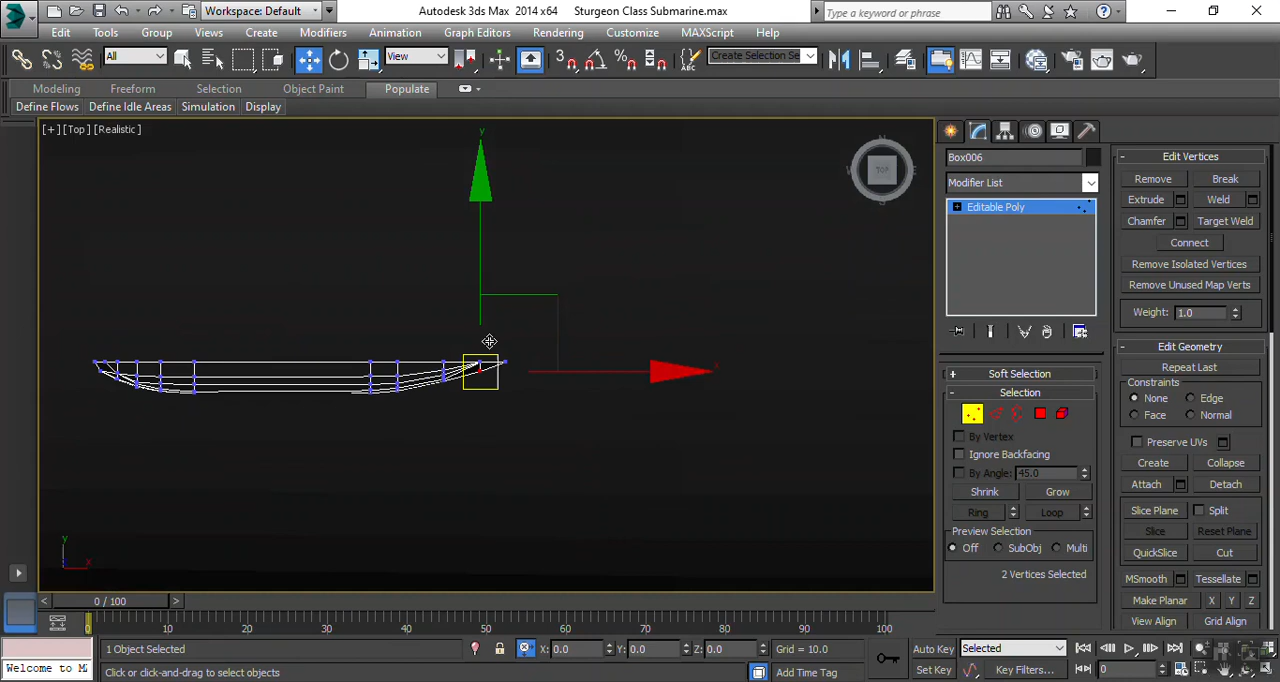 Workspace: Default
Autodesk 3ds Max 2014 x64 Sturgeon Class Submarine.max
Type a keyword or phrase
Edit Tools Group Views Create Modifiers Animation Graph Editors Rendering Customize MAXScript Help
All View Create Selection Se
Modeling Freeform Selection Object Paint Populate
Define Flows Define Idle Areas Simulation Display
[+] [Top] [Realistic]
y
N
W TOP E
S
x
y
x
Box006
Modifier List
Editable Poly
Soft Selection
Selection
By Vertex
Ignore Backfacing
By Angle: 45.0
Shrink Grow
Ring Loop
Preview Selection
Off SubObj Multi
2 Vertices Selected
Edit Vertices
Remove Break
Extrude Weld
Chamfer Target Weld
Connect
Remove Isolated Vertices
Remove Unused Map Verts
Weight: 1.0
Edit Geometry
Repeat Last
Constraints
None Edge
Face Normal
Preserve UVs
Create Collapse
Attach Detach
Slice Plane Split
Slice Reset Plane
QuickSlice Cut
MSmooth Tessellate
Make Planar X Y Z
View Align Grid Align
< 0 / 100 >
0 10 20 30 40 50 60 70 80 90 100
1 Object Selected X: 0.0 Y: 0.0 Z: 0.0 Grid = 10.0
Auto Key Selected
Welcome to M
Click or click-and-drag to select objects
Add Time Tag
Set Key Key Filters... 0